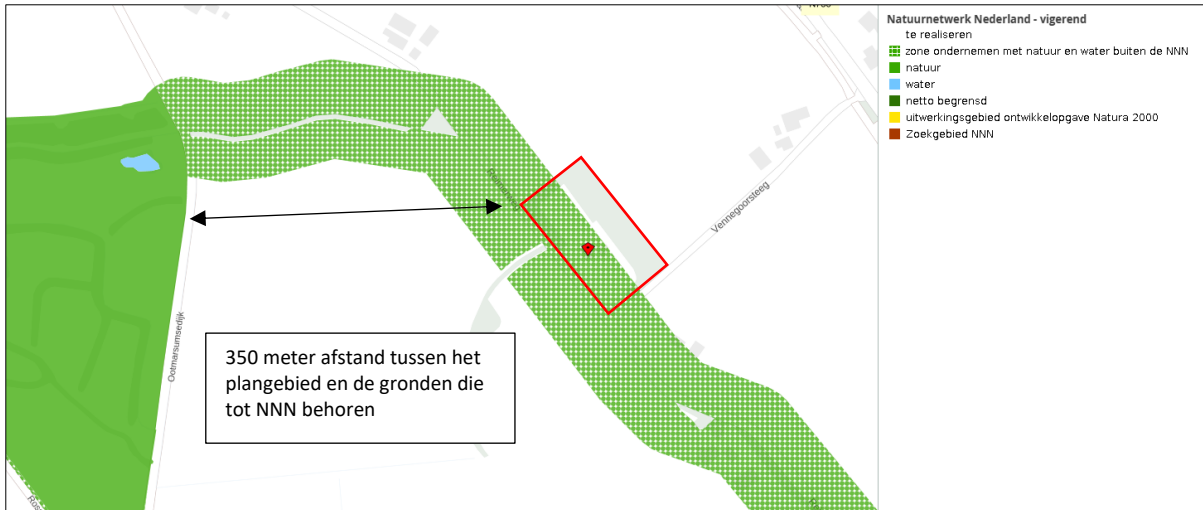 Natuurnetwerk Nederland - vigerend
te realiseren
zone ondernemen met natuur en water buiten de NNN
natuur
water
netto begrensd
uitwerkingsgebied ontwikkelopgave Natura 2000
Zoekgebied NNN
Vennegoorsteeg
Ootmarsumsedijk
350 meter afstand tussen het
plangebied en de gronden die
tot NNN behoren